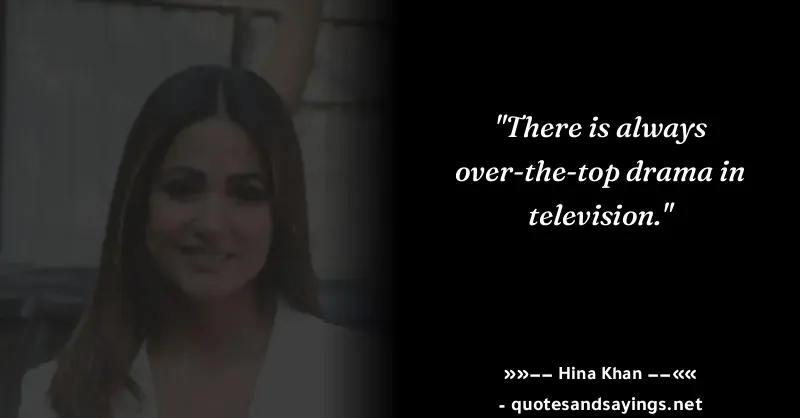 "There is always
over-the-top drama in
television."
»»−− Hina Khan −−««
- quotesandsayings.net